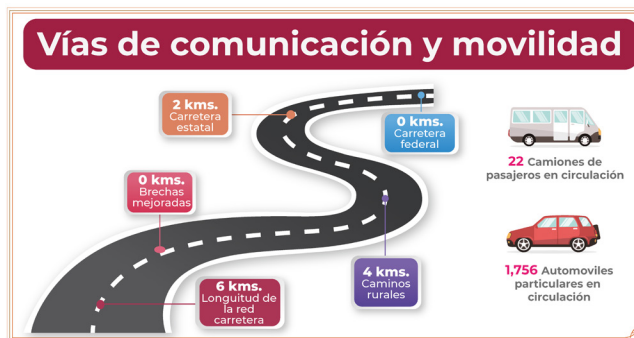 Vías de comunicación y movilidad
2 kms.
Carretera
estatal
0 kms.
Carretera
federal
22 Camiones de
pasajeros en circulación
0 kms.
Brechas
mejoradas
4 kms.
Caminos
rurales
6 kms.
Longitud de
la red
carretera
1,756 Automoviles
particulares en
circulación